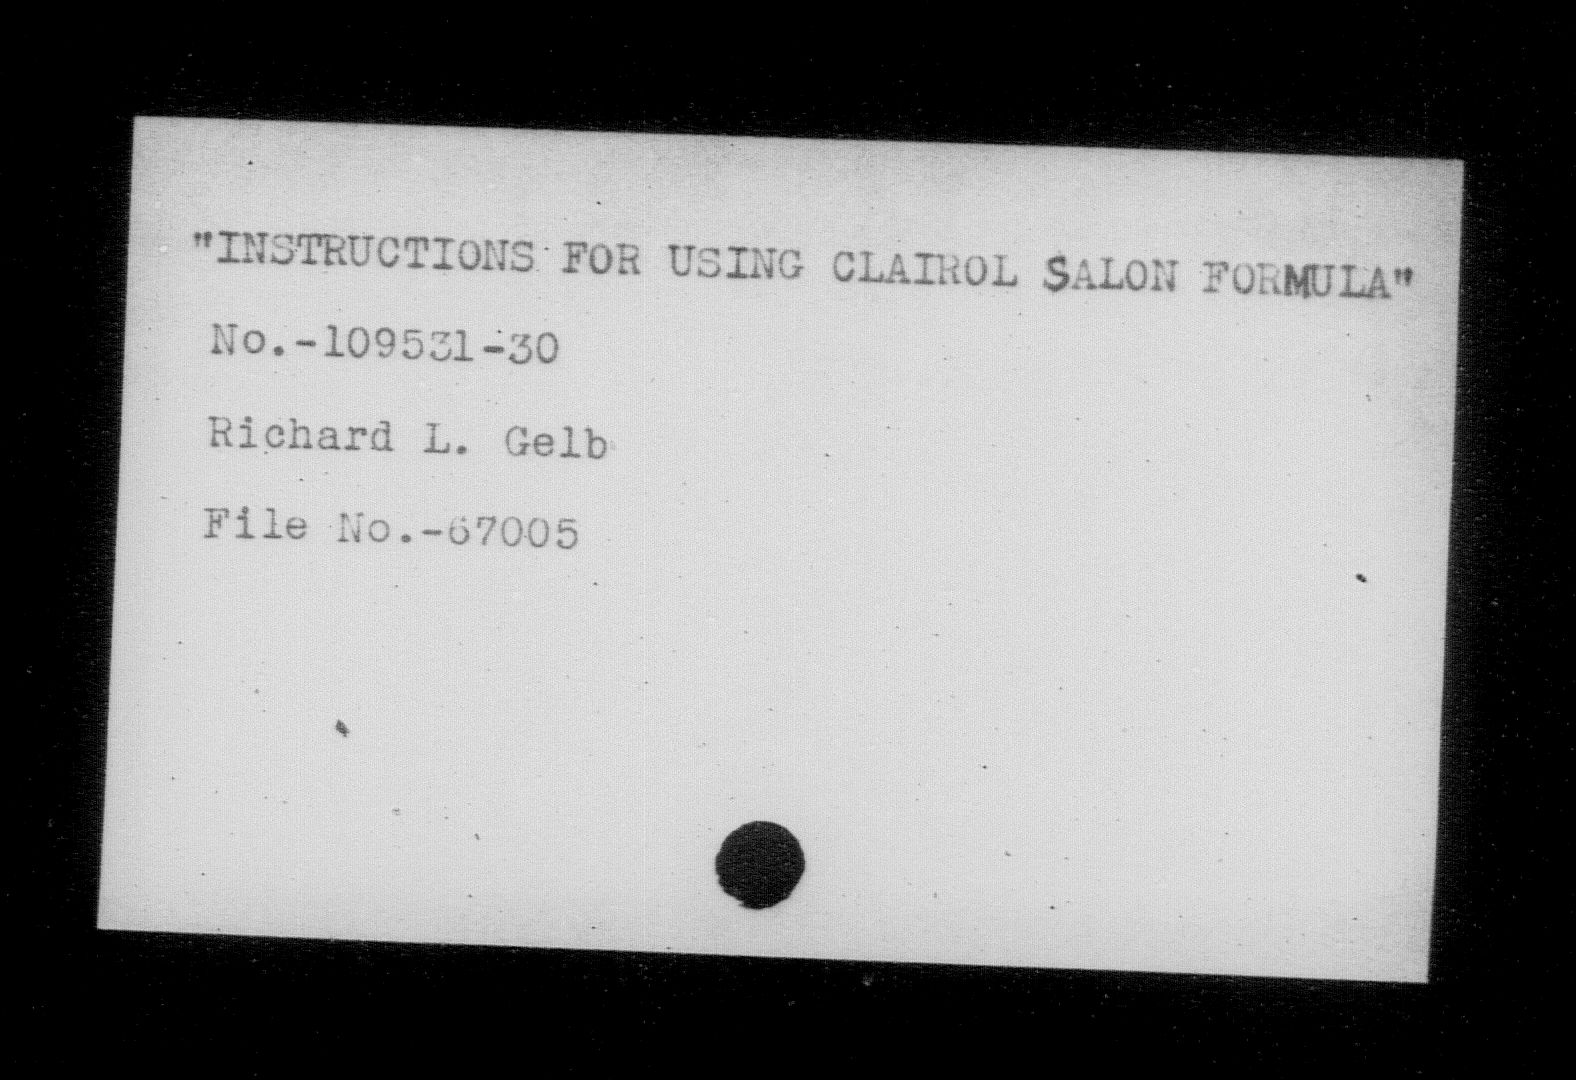 "INSTRUCTIONS FOR USING CLAIROL SALON FORMULA"
No.-109531-30
Richard L. Gelb
File No.-67005